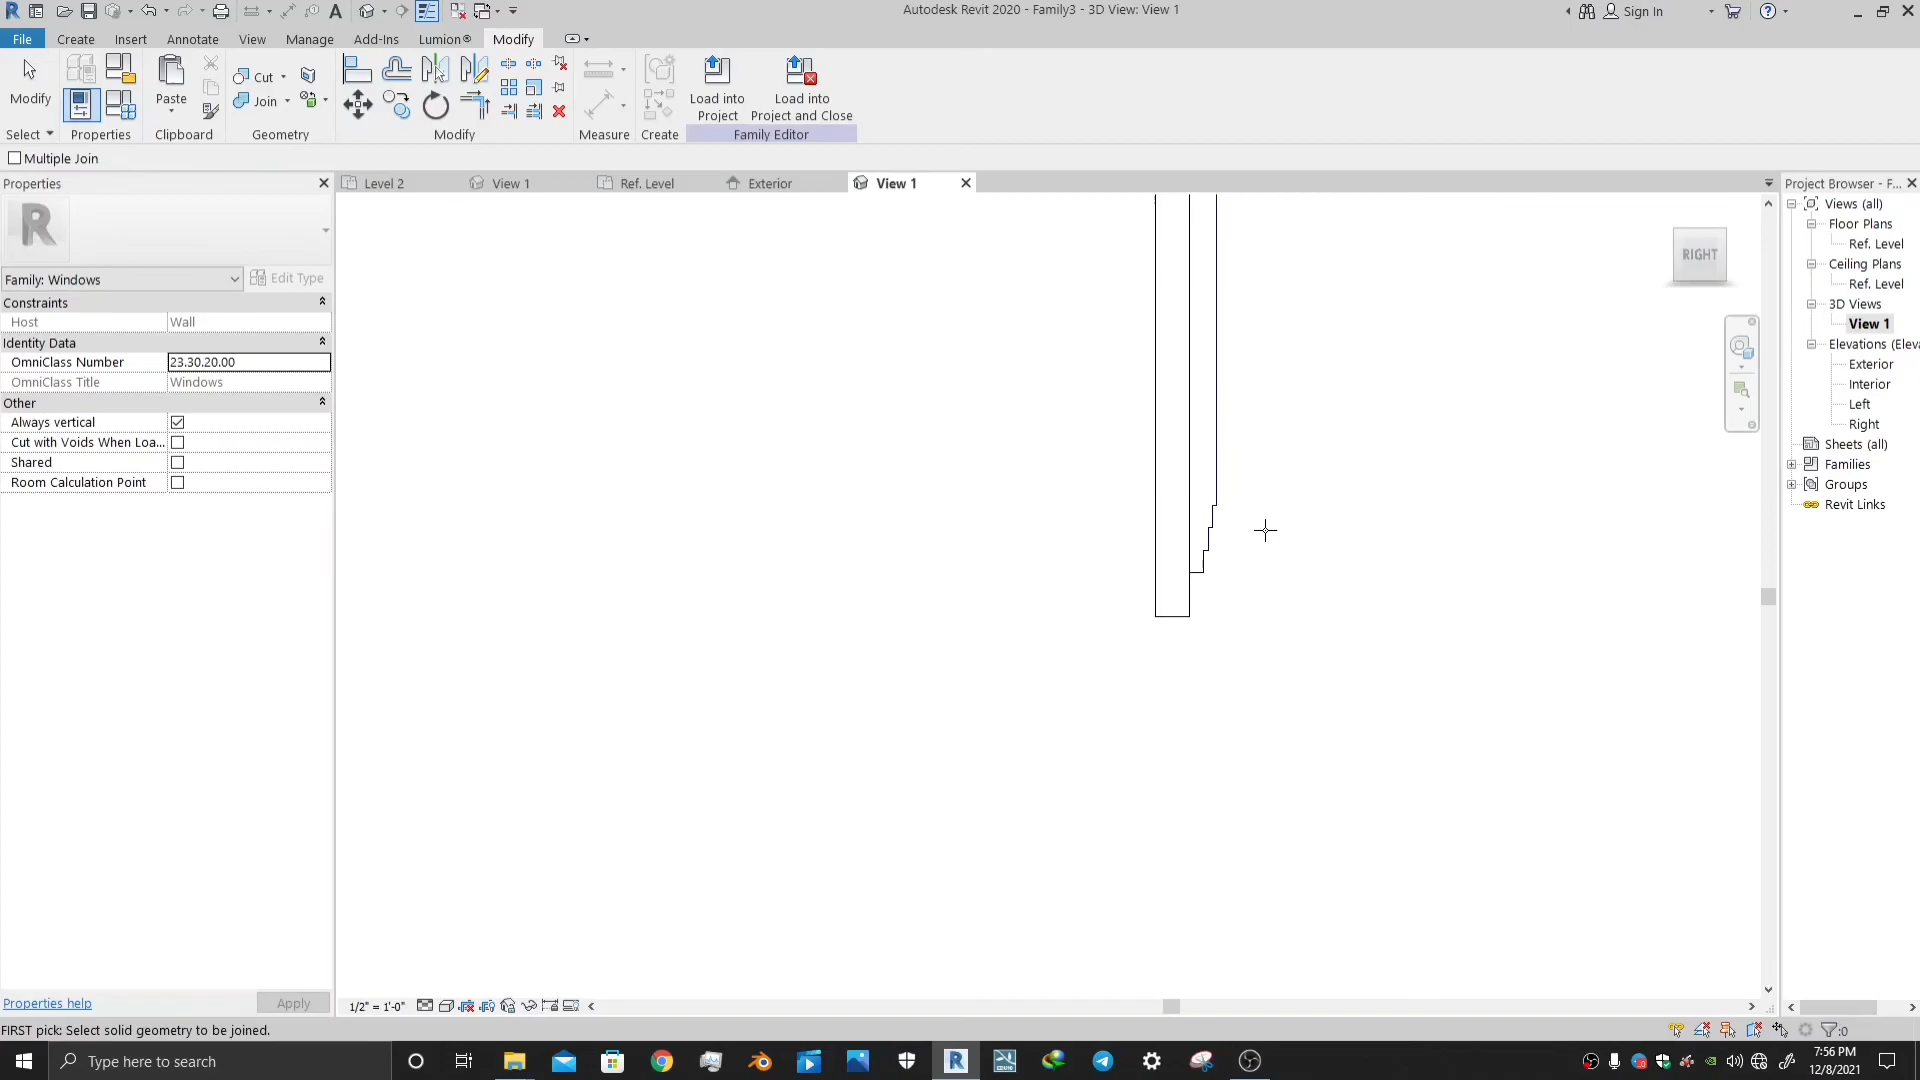 Autodesk Revit 2020 - Family3 - 3D View: View 1
Sign In
File
Create
Insert
Annotate
View
Manage
Add-Ins
Lumion®
Modify
Modify
Paste
Cut
Join
Load into
Project
Load into
Project and Close
Select
Properties
Clipboard
Geometry
Modify
Measure
Create
Family Editor
Multiple Join
Properties
Level 2
View 1
Ref. Level
Exterior
View 1
Project Browser - F...
R
Family: Windows
Edit Type
Constraints
Host
Wall
Identity Data
OmniClass Number
23.30.20.00
OmniClass Title
Windows
Other
Always vertical
Cut with Voids When Loa...
Shared
Room Calculation Point
RIGHT
Views (all)
Floor Plans
Ref. Level
Ceiling Plans
Ref. Level
3D Views
View 1
Elevations (Eleva
Exterior
Interior
Left
Right
Sheets (all)
Families
Groups
Revit Links
Properties help
Apply
1/2" = 1'-0"
FIRST pick: Select solid geometry to be joined.
:0
Type here to search
7:56 PM
12/8/2021